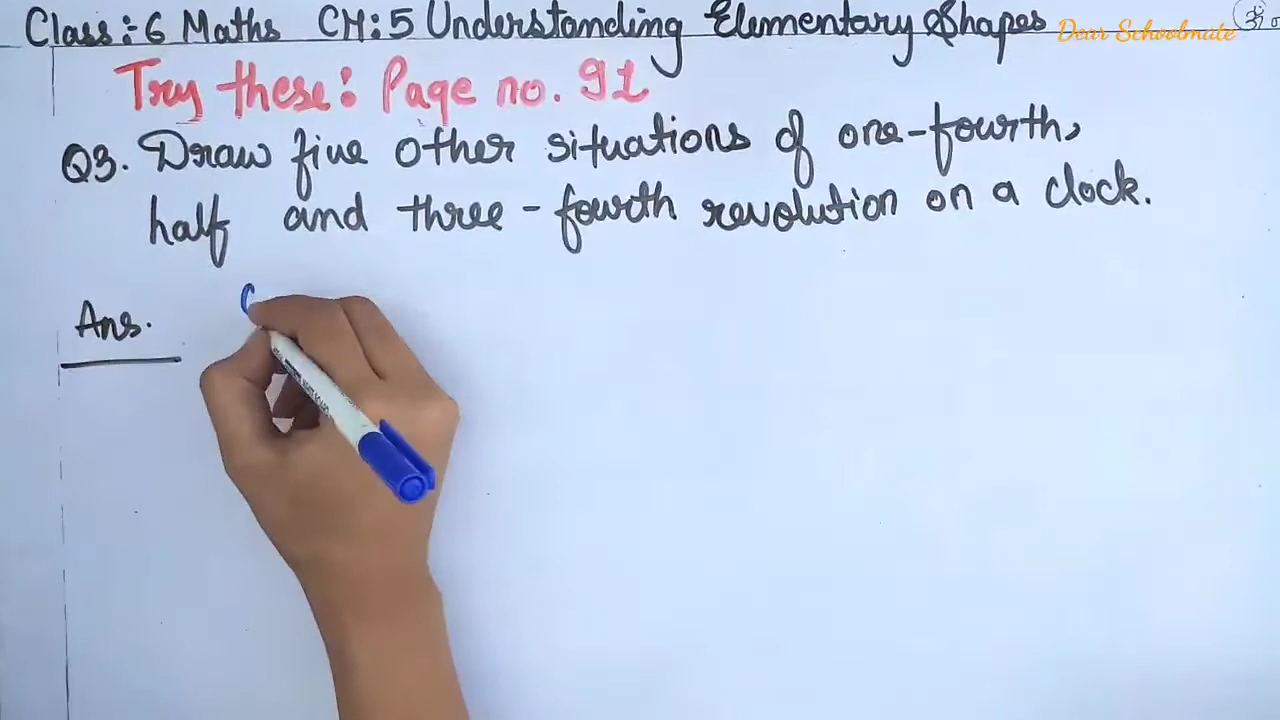 Class:- 6 Maths CH: 5 Understanding Elementary Shapes
Dear Schoolmate
ॐ
Try these: Page no. 91
Q3. Draw five other situations of one-fourth,
half and three-fourth revolution on a clock.
Ans.